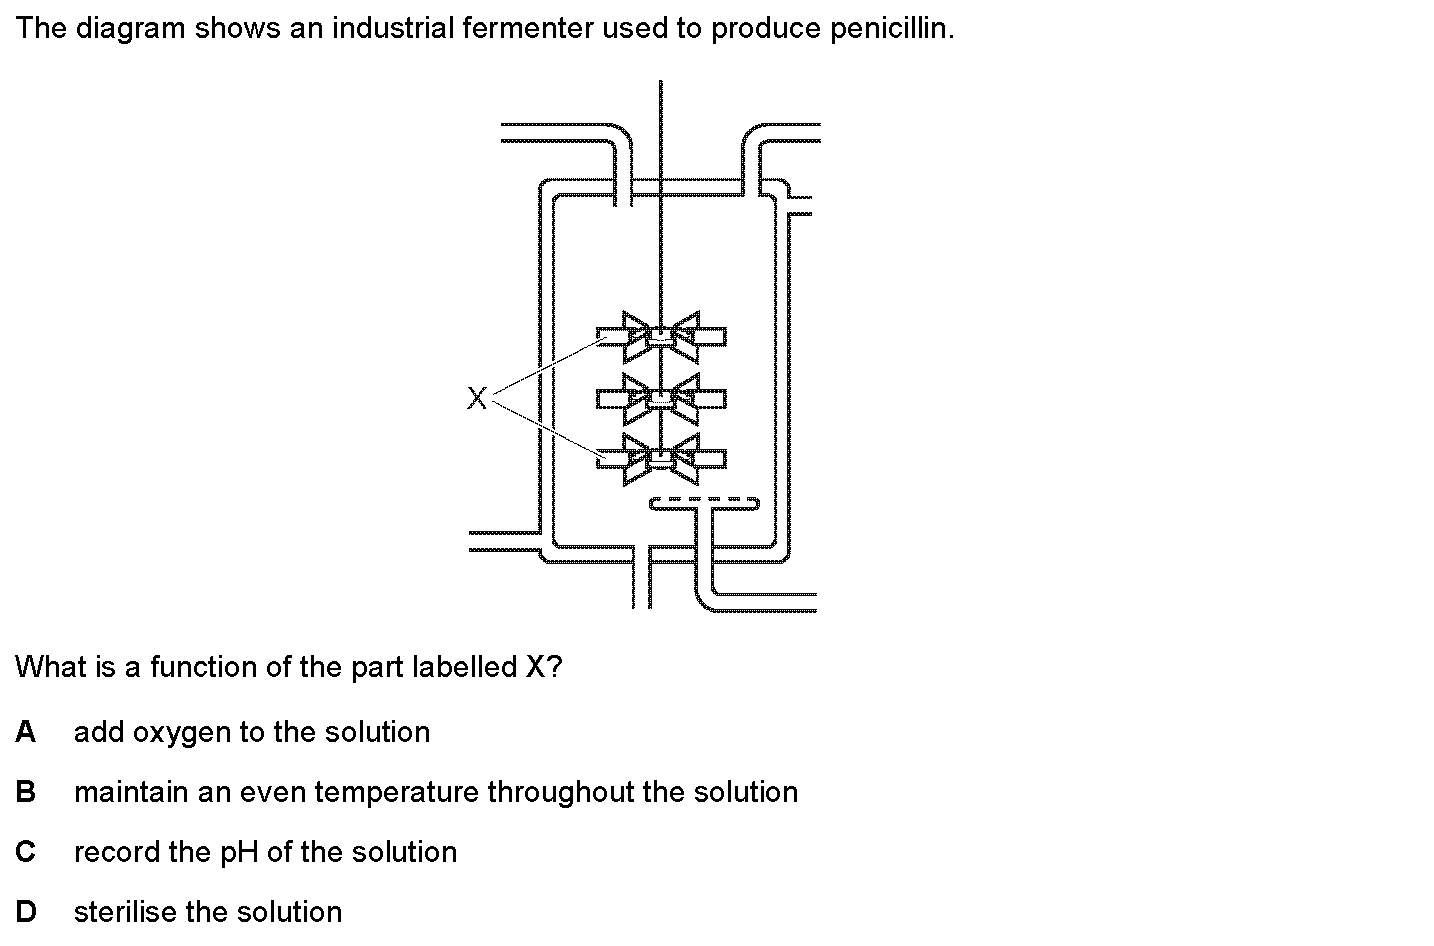 The diagram shows an industrial fermenter used to produce penicillin.
X
What is a function of the part labelled X?
A add oxygen to the solution
B maintain an even temperature throughout the solution
C record the pH of the solution
D sterilise the solution